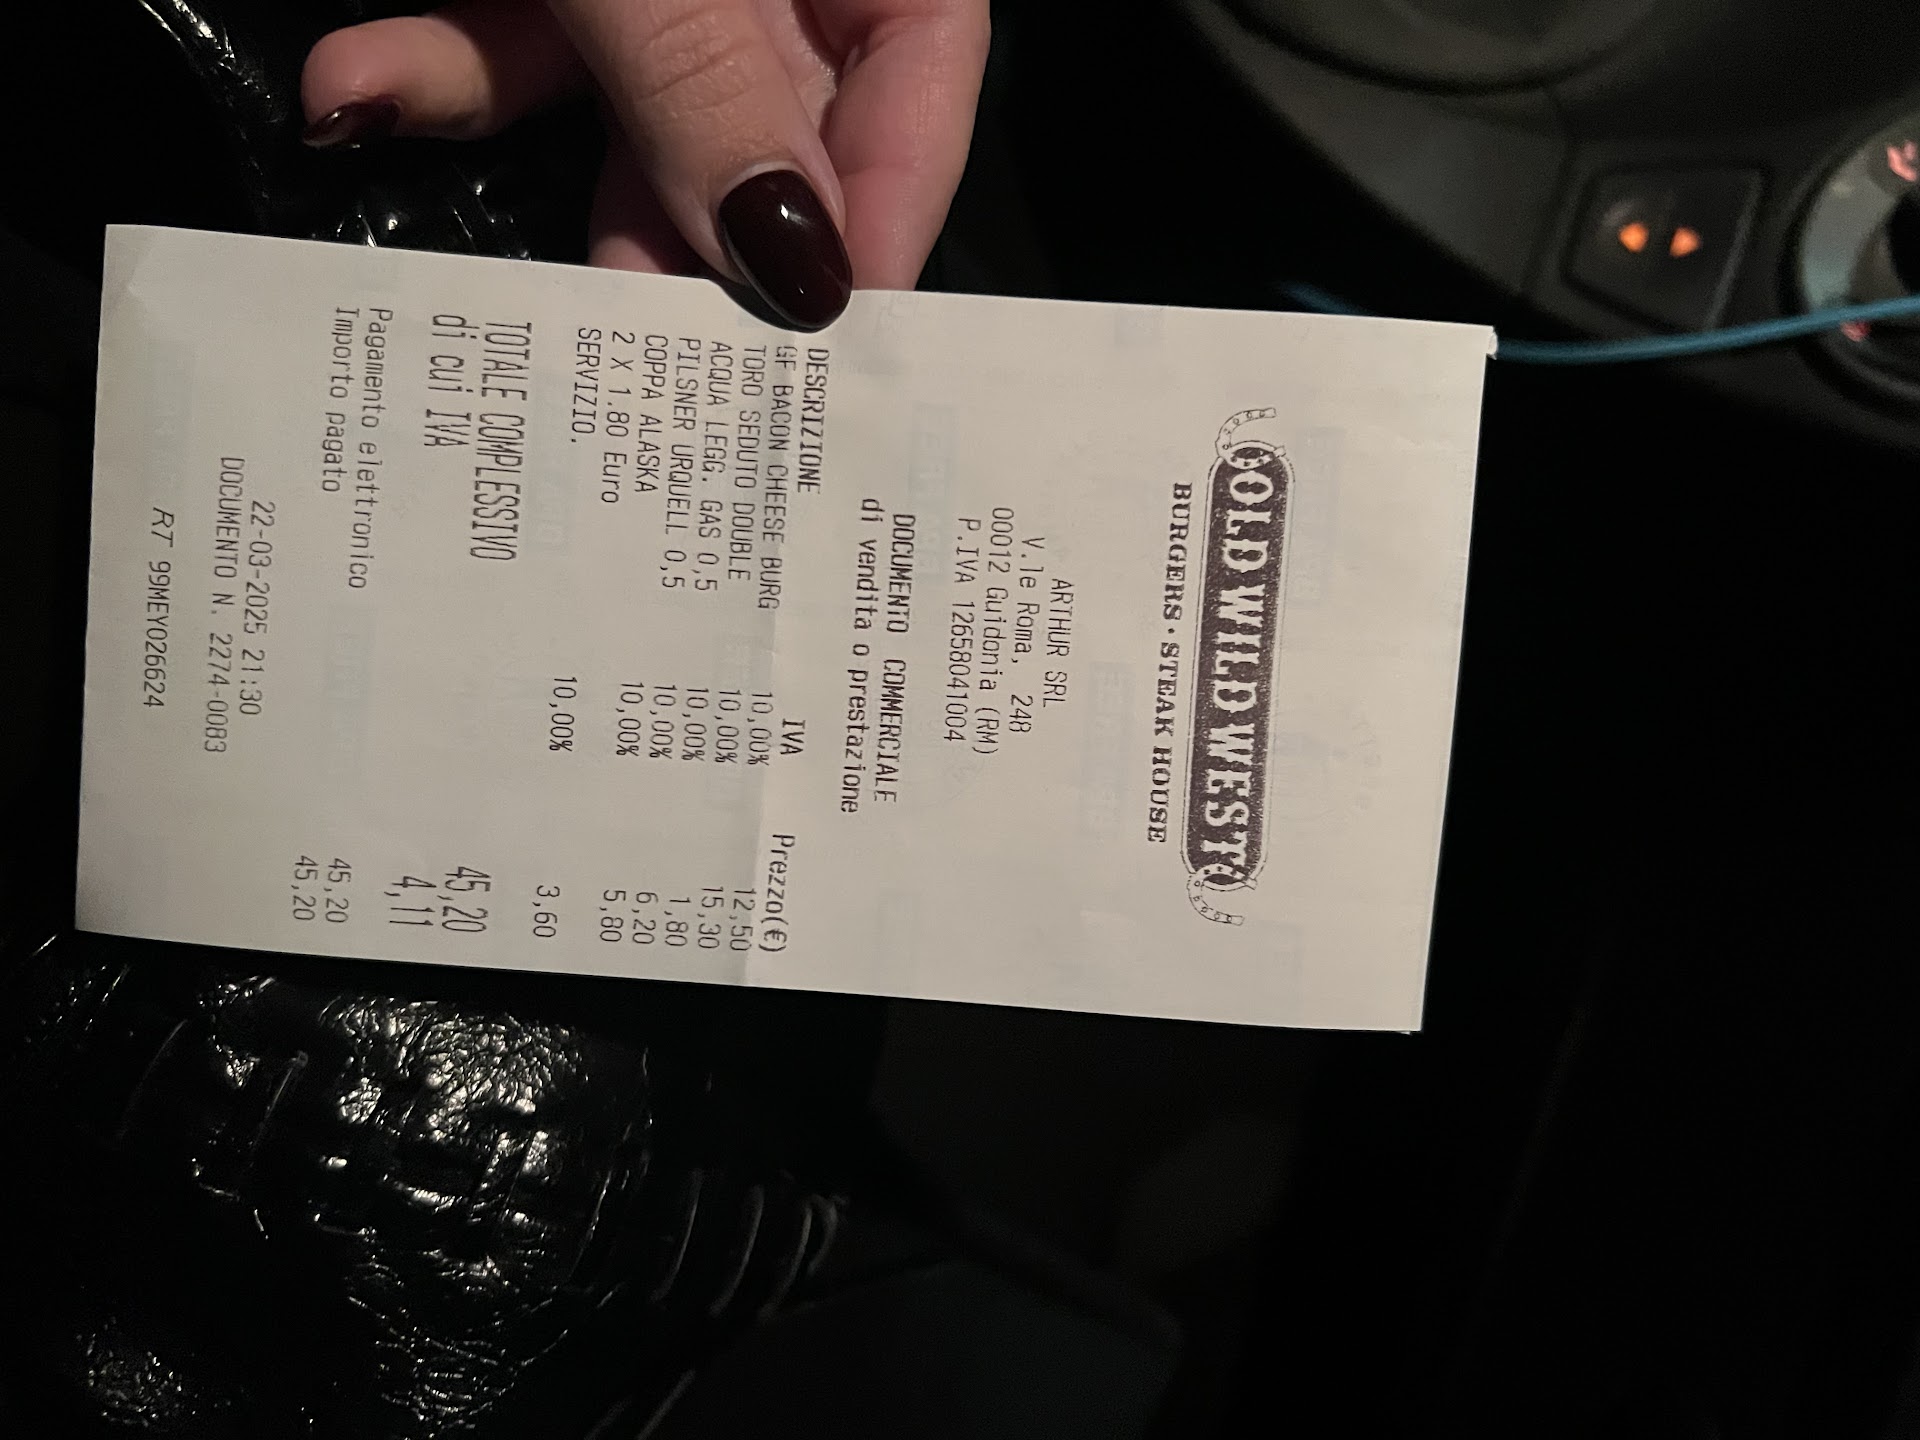 OLD WILD WEST
BURGERS • STEAK HOUSE
ARTHUR SRL
V.le Roma, 248
00012 Guidonia (RM)
P.IVA 12658041004
DOCUMENTO COMMERCIALE
di vendita o prestazione
DESCRIZIONE IVA Prezzo(€)
GF BACON CHEESE BURG 10,00% 12,50
TORO SEDUTO DOUBLE 10,00% 15,30
ACQUA LEGG. GAS 0,5 10,00% 1,80
PILSNER URQUELL 0,5 10,00% 6,20
COPPA ALASKA 10,00% 5,80
2 X 1.80 Euro
SERVIZIO. 10,00% 3,60
TOTALE COMPLESSIVO 45,20
di cui IVA 4,11
Pagamento elettronico 45,20
Importo pagato 45,20
22-03-2025 21:30
DOCUMENTO N. 2274-0083
RT 99MEY026624